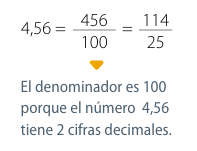 4,56 = 456/100 = 114/25
El denominador es 100
porque el número 4,56
tiene 2 cifras decimales.